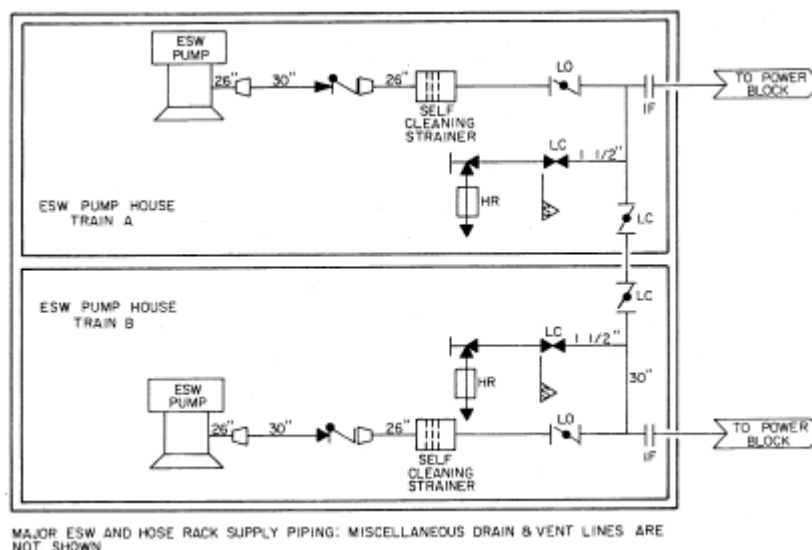 ESW
PUMP
26"
30"
26"
SELF
CLEANING
STRAINER
LO
IF
TO POWER
BLOCK
LC
1 1/2"
HR
LC
ESW PUMP HOUSE
TRAIN A
ESW PUMP HOUSE
TRAIN B
LC
LC
1 1/2"
HR
30"
ESW
PUMP
26"
30"
26"
SELF
CLEANING
STRAINER
LO
IF
TO POWER
BLOCK
MAJOR ESW AND HOSE RACK SUPPLY PIPING: MISCELLANEOUS DRAIN & VENT LINES ARE
NOT SHOWN